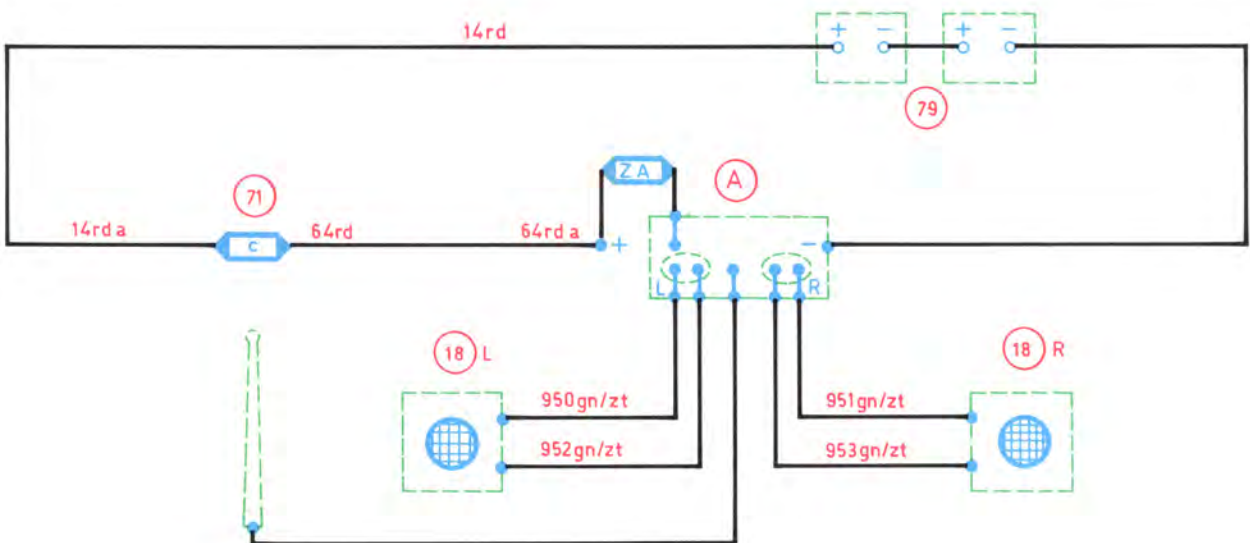 14rd
+ - + -
79
ZA
A
71
14rd a
c
64rd
64rd a
+
-
L
R
18 L
18 R
950gn/zt
951gn/zt
952gn/zt
953gn/zt